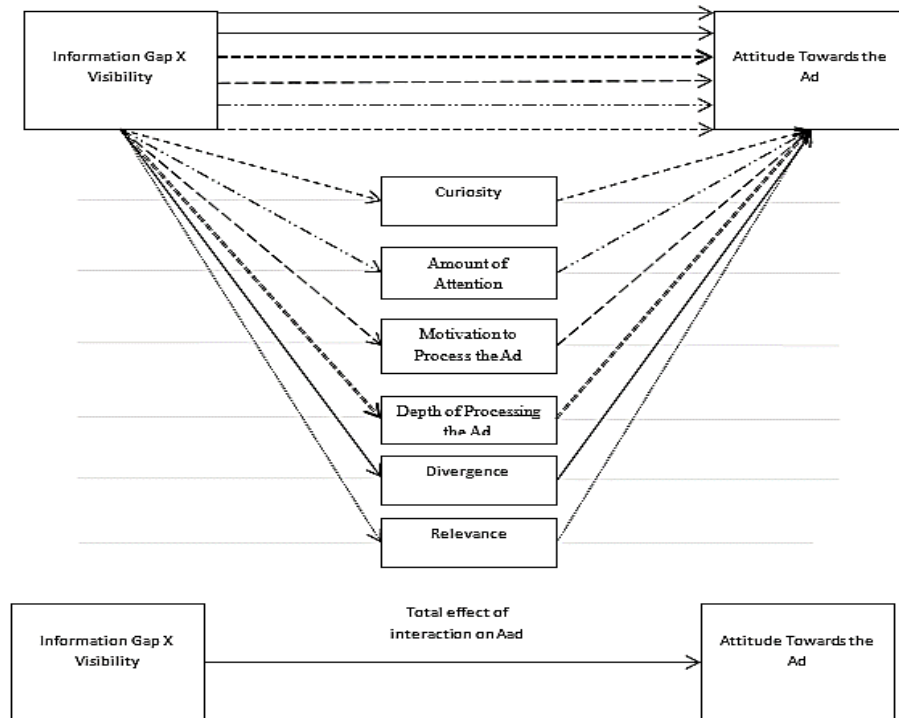 Information Gap X
Visibility
Attitude Towards the
Ad
Curiosity
Amount of
Attention
Motivation to
Process the Ad
Depth of Processing
the Ad
Divergence
Relevance
Total effect of
interaction on Aad
Information Gap X
Visibility
Attitude Towards the
Ad